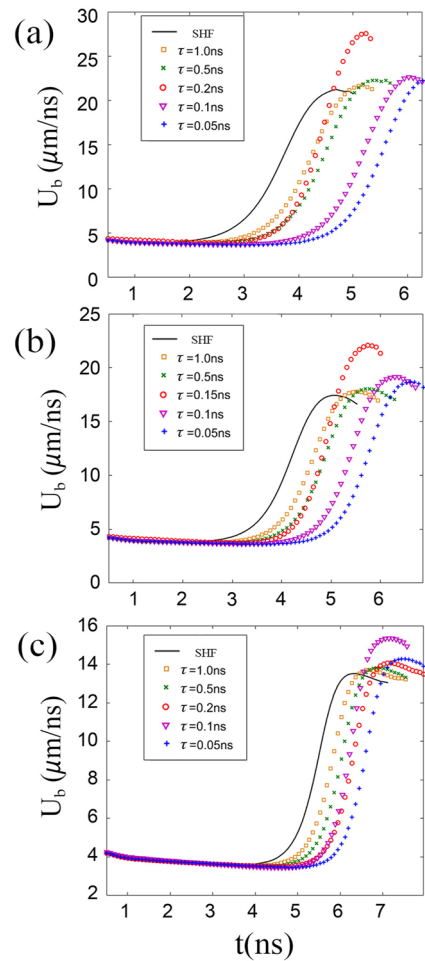 (a)
U_b (μm/ns)
30
25
20
15
10
5
0
SHF
τ=1.0ns
τ=0.5ns
τ=0.2ns
τ=0.1ns
τ=0.05ns
1 2 3 4 5 6
(b)
U_b (μm/ns)
25
20
15
10
5
0
SHF
τ=1.0ns
τ=0.5ns
τ=0.15ns
τ=0.1ns
τ=0.05ns
1 2 3 4 5 6
(c)
U_b (μm/ns)
16
14
12
10
8
6
4
2
SHF
τ=1.0ns
τ=0.5ns
τ=0.2ns
τ=0.1ns
τ=0.05ns
1 2 3 4 5 6 7
t(ns)